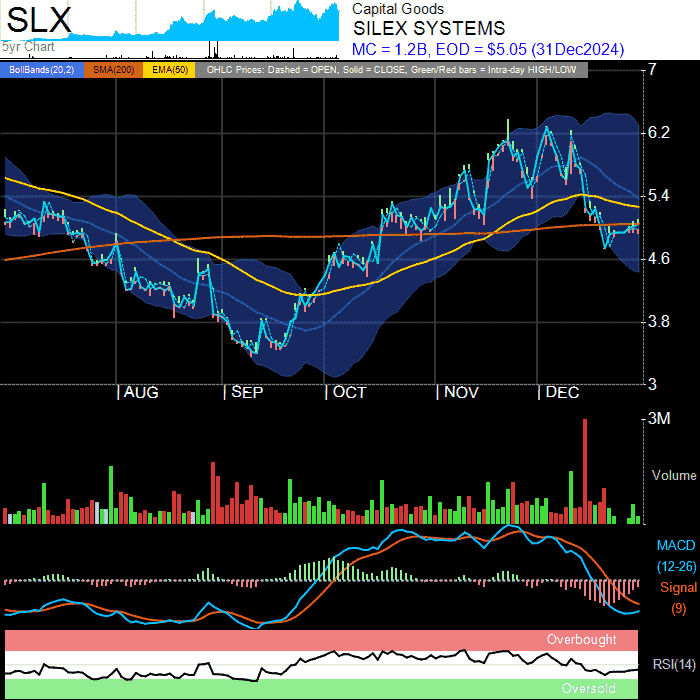 SLX
5yr Chart
Capital Goods
SILEX SYSTEMS
MC = 1.2B, EOD = $5.05 (31Dec2024)
BollBands(20,2) SMA(200) EMA(50) OHLC Prices: Dashed = OPEN, Solid = CLOSE, Green/Red bars = Intra-day HIGH/LOW
7
6.2
5.4
4.6
3.8
3
AUG SEP OCT NOV DEC
3M
Volume
MACD
(12-26)
Signal
(9)
Overbought
RSI(14)
Oversold